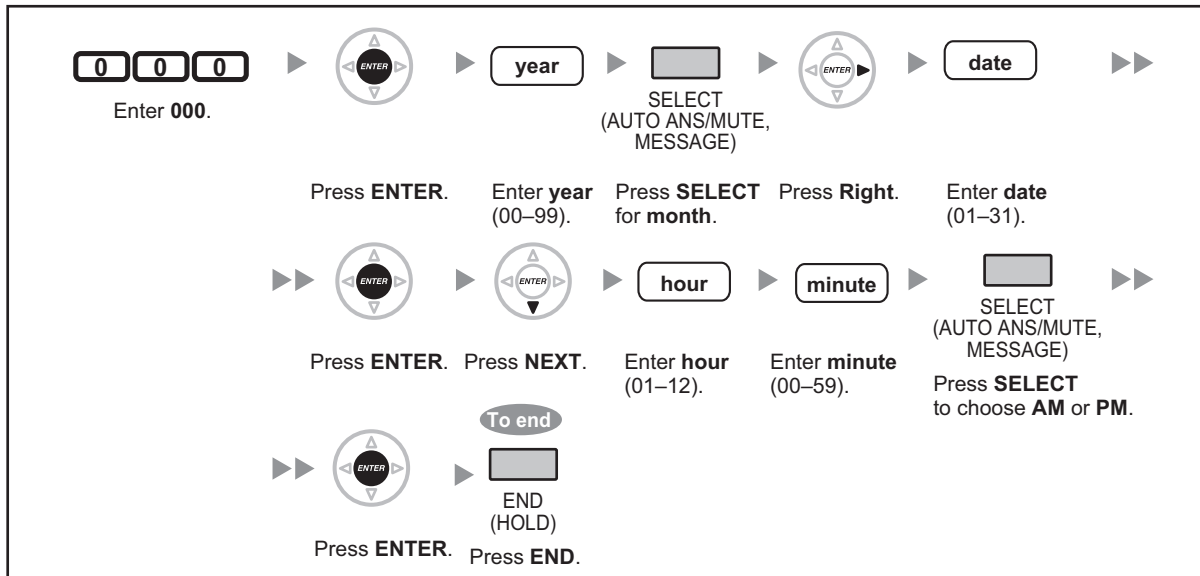 0 0 0
Enter 000.
ENTER
Press ENTER.
year
Enter year
(00–99).
SELECT
(AUTO ANS/MUTE,
MESSAGE)
Press SELECT
for month.
ENTER
Press Right.
date
Enter date
(01–31).
ENTER
Press ENTER.
ENTER
Press NEXT.
hour
Enter hour
(01–12).
minute
Enter minute
(00–59).
SELECT
(AUTO ANS/MUTE,
MESSAGE)
Press SELECT
to choose AM or PM.
ENTER
Press ENTER.
To end
END
(HOLD)
Press END.